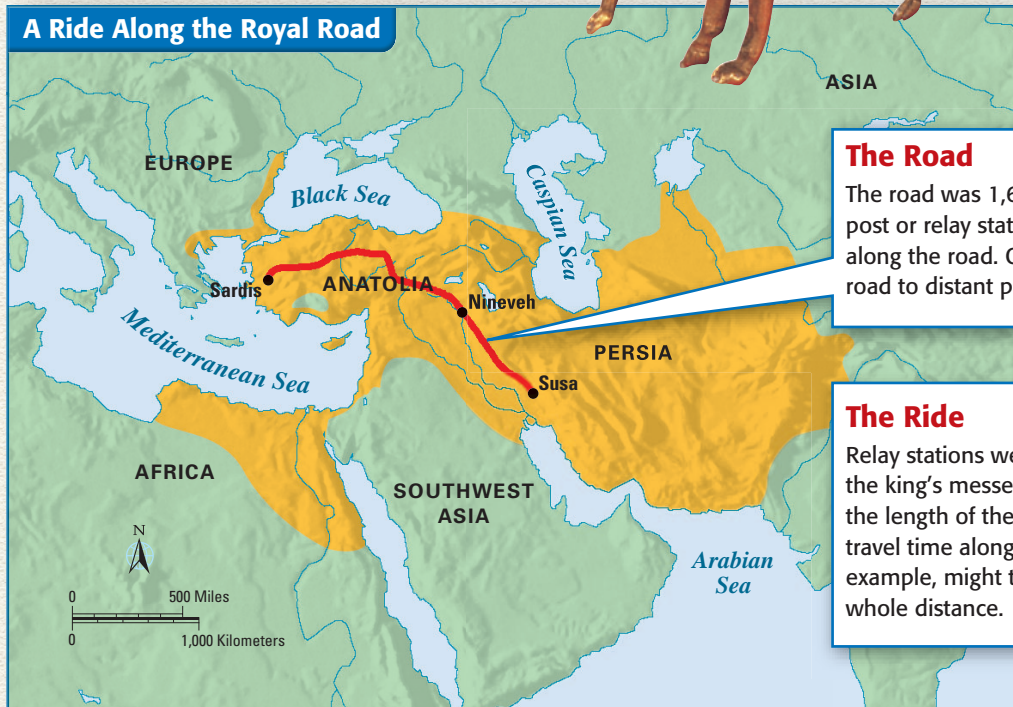 A Ride Along the Royal Road
ASIA
EUROPE
Black Sea
Caspian Sea
Sardis
ANATOLIA
Nineveh
Mediterranean Sea
PERSIA
Susa
AFRICA
SOUTHWEST
ASIA
Arabian
Sea
N
0 500 Miles
0 1,000 Kilometers
The Road
The road was 1,6
post or relay stat
along the road. O
road to distant p
The Ride
Relay stations we
the king's messe
the length of the
travel time along
example, might t
whole distance.